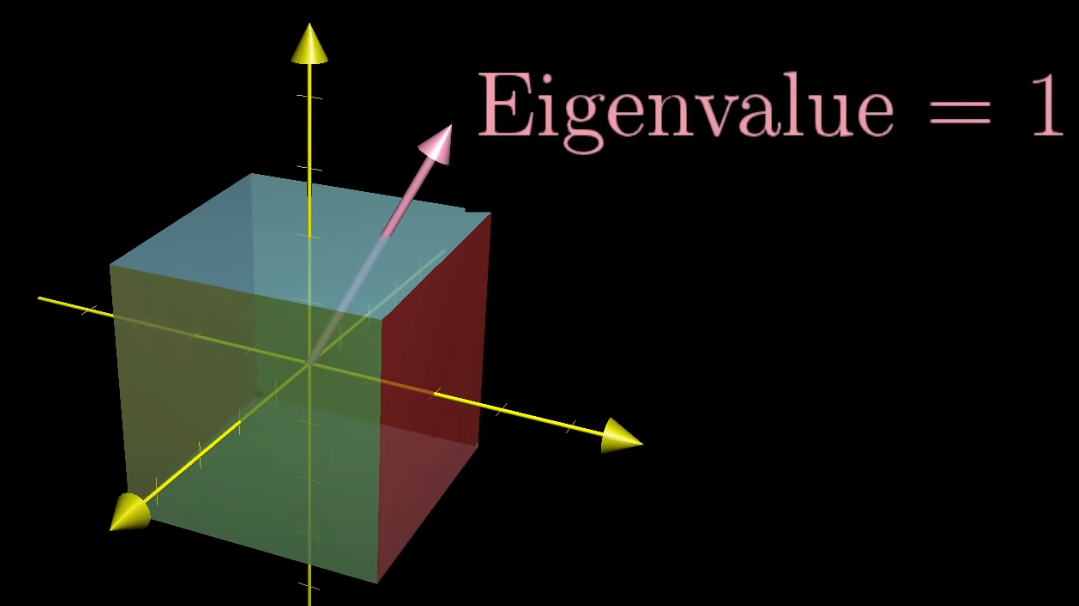 Eigenvalue = 1